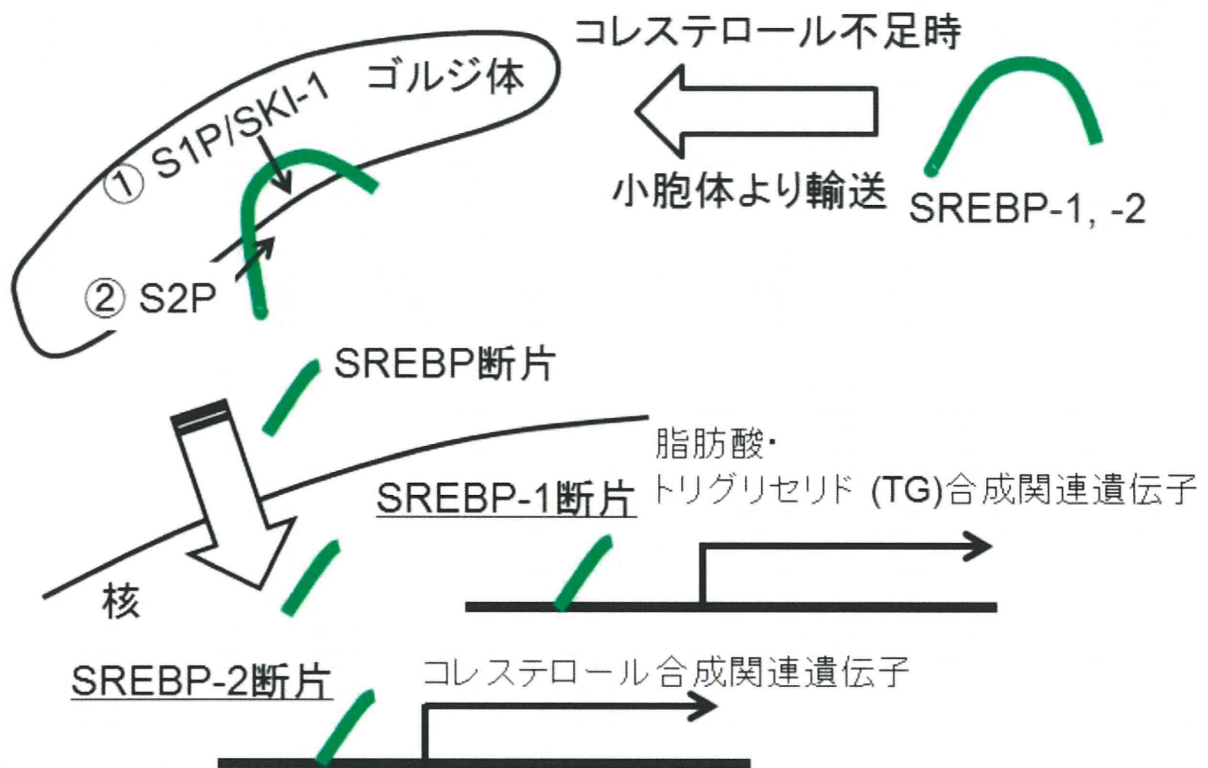 コレステロール不足時
ゴルジ体
① S1P/SKI-1
小胞体より輸送
SREBP-1, -2
② S2P
SREBP断片
脂肪酸・
トリグリセリド (TG)合成関連遺伝子
SREBP-1断片
核
コレステロール合成関連遺伝子
SREBP-2断片